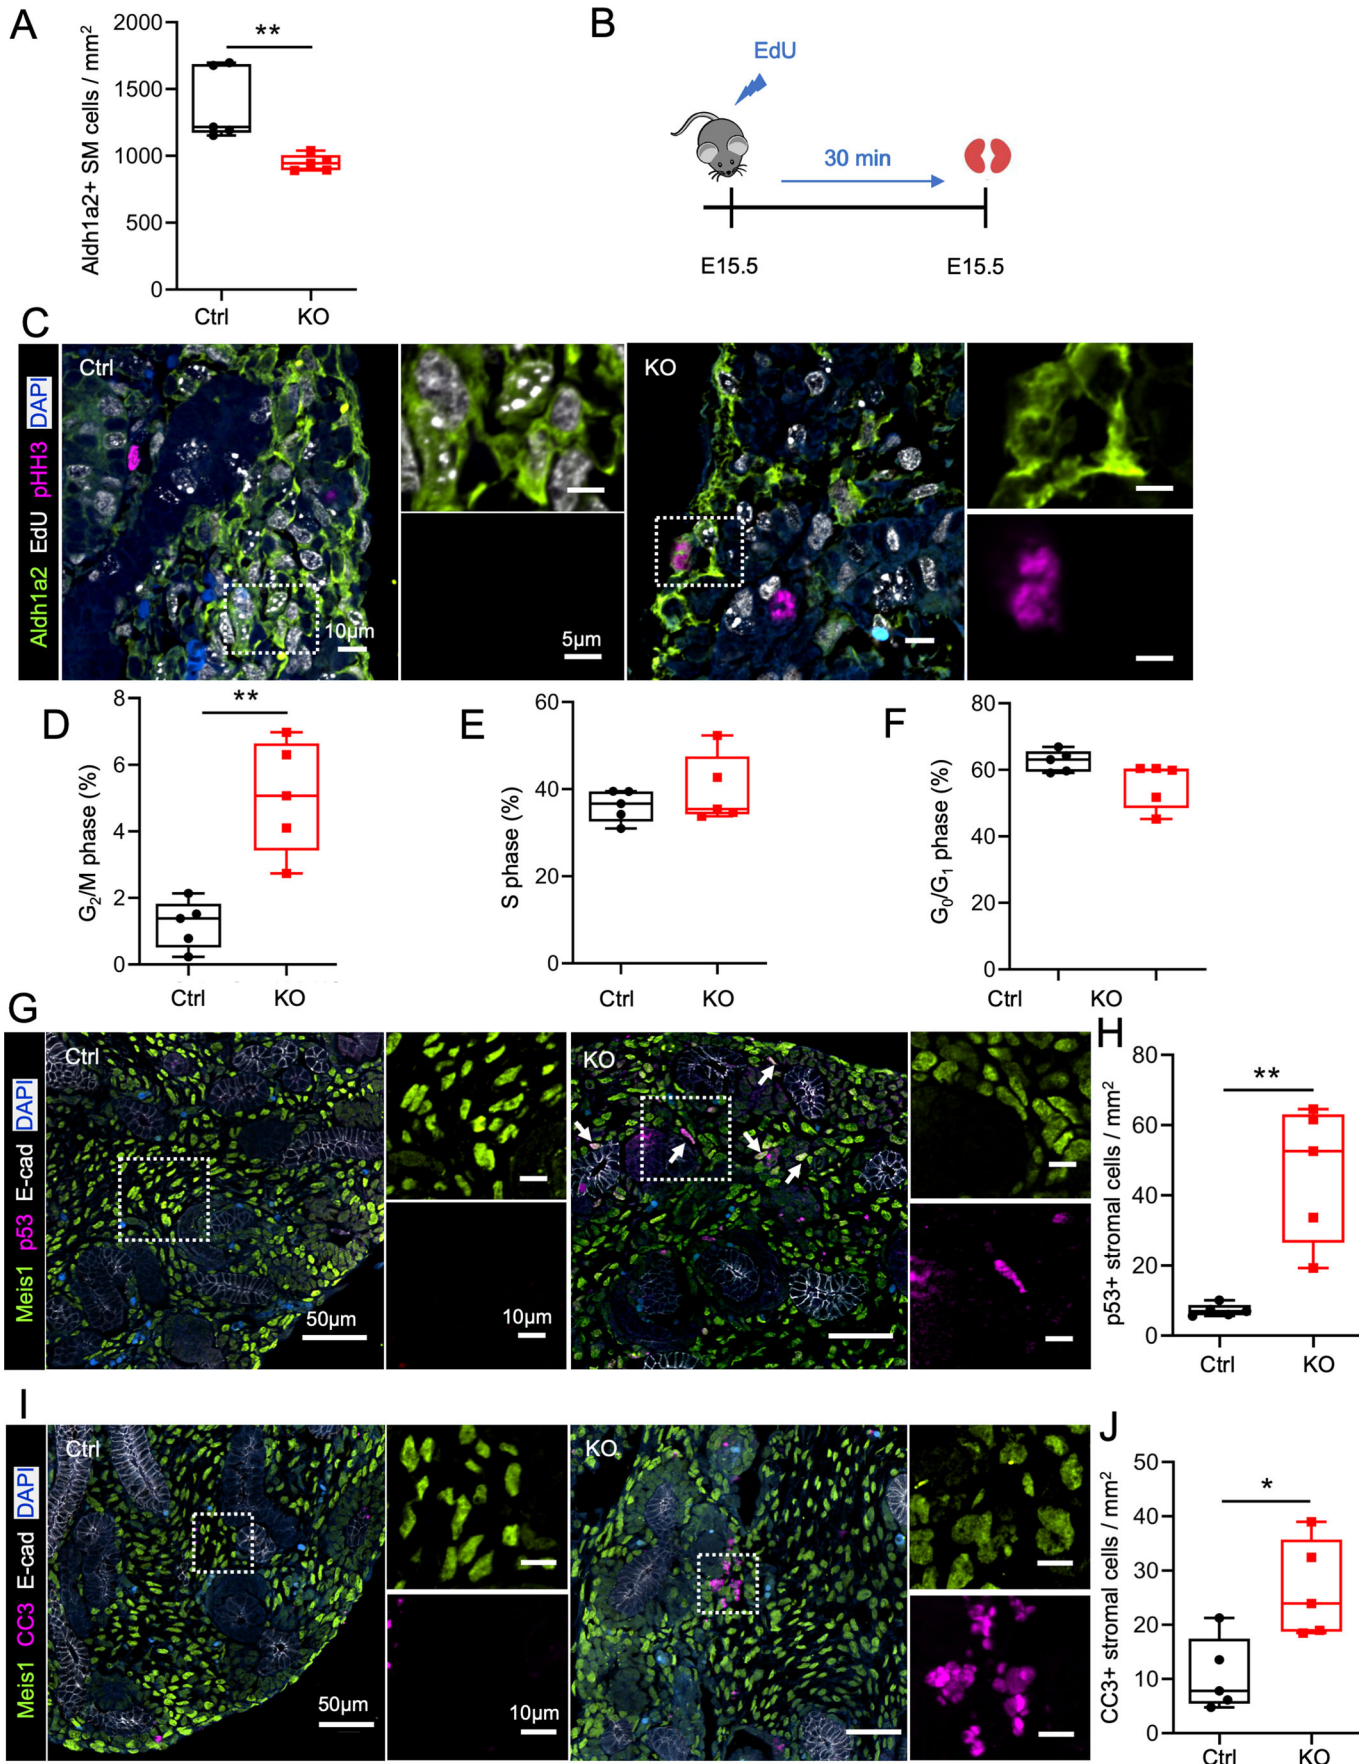 A
Aldh1a2+ SM cells / mm²
2000
1500
1000
500
0
**
Ctrl
KO
B
EdU
30 min
E15.5
E15.5
C
Aldh1a2 EdU pHH3 DAPI
Ctrl
10µm
5µm
KO
D
G₂/M phase (%)
8
6
4
2
0
**
Ctrl
KO
E
S phase (%)
60
40
20
0
Ctrl
KO
F
G₀/G₁ phase (%)
80
60
40
20
0
Ctrl
KO
G
Meis1 p53 E-cad DAPI
Ctrl
50µm
10µm
KO
H
p53+ stromal cells / mm²
80
60
40
20
0
**
Ctrl
KO
I
Meis1 CC3 E-cad DAPI
Ctrl
50µm
10µm
KO
J
CC3+ stromal cells / mm²
50
40
30
20
10
0
*
Ctrl
KO